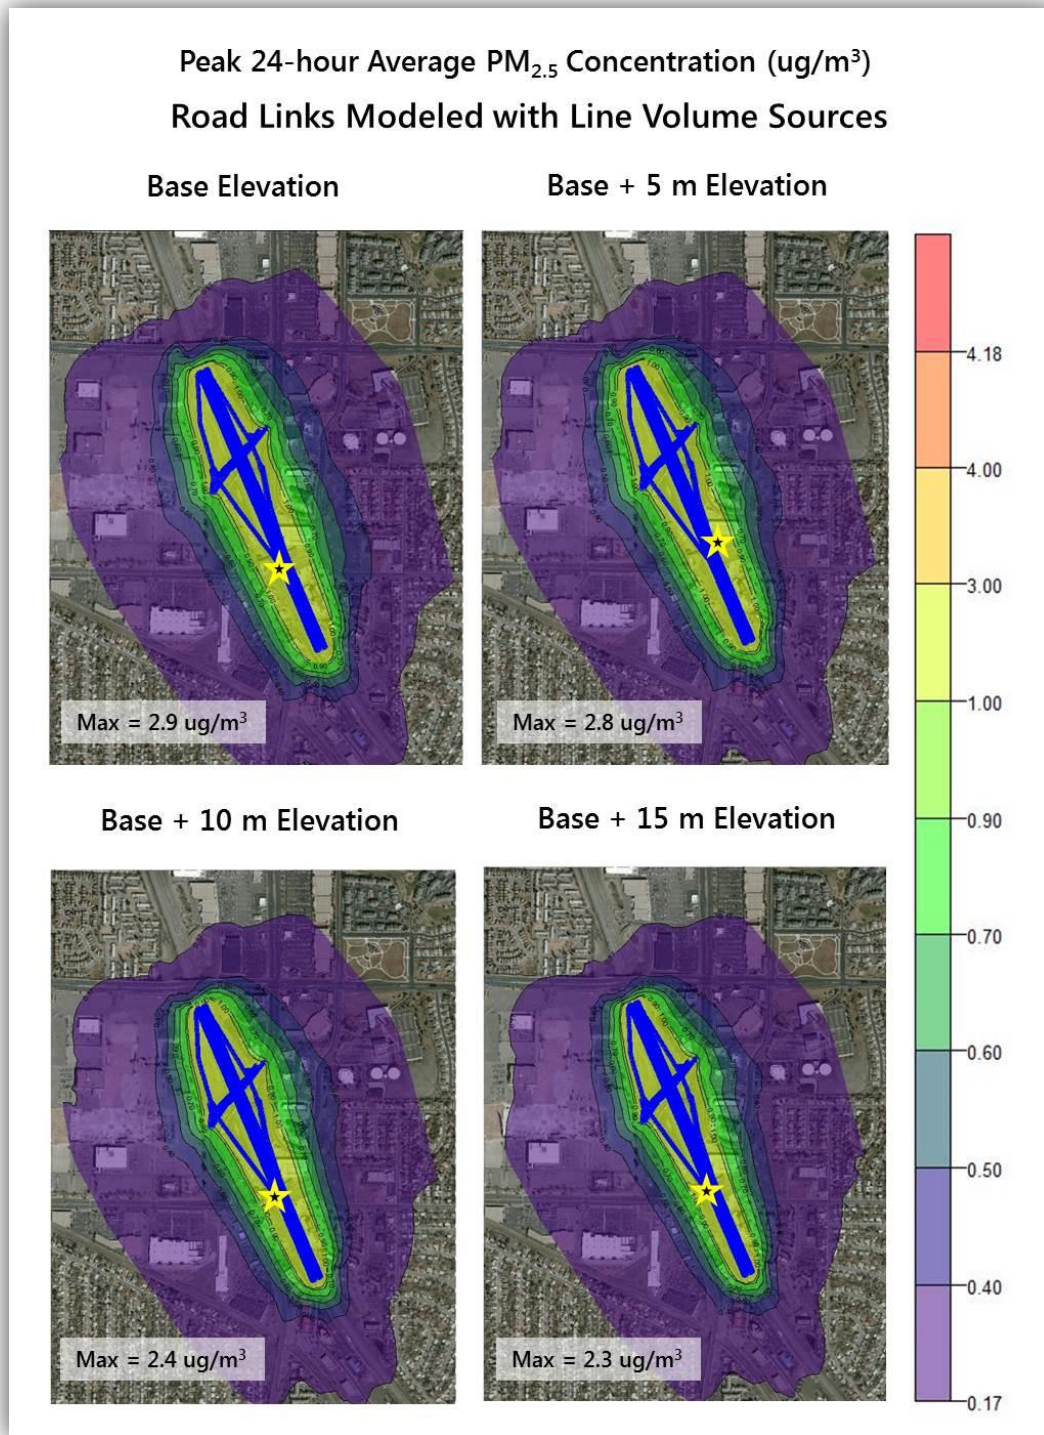 Peak 24-hour Average PM2.5 Concentration (ug/m³)
Road Links Modeled with Line Volume Sources
Base Elevation
Base + 5 m Elevation
Max = 2.9 ug/m³
Max = 2.8 ug/m³
Base + 10 m Elevation
Base + 15 m Elevation
Max = 2.4 ug/m³
Max = 2.3 ug/m³
4.18
4.00
3.00
1.00
0.90
0.70
0.60
0.50
0.40
0.17